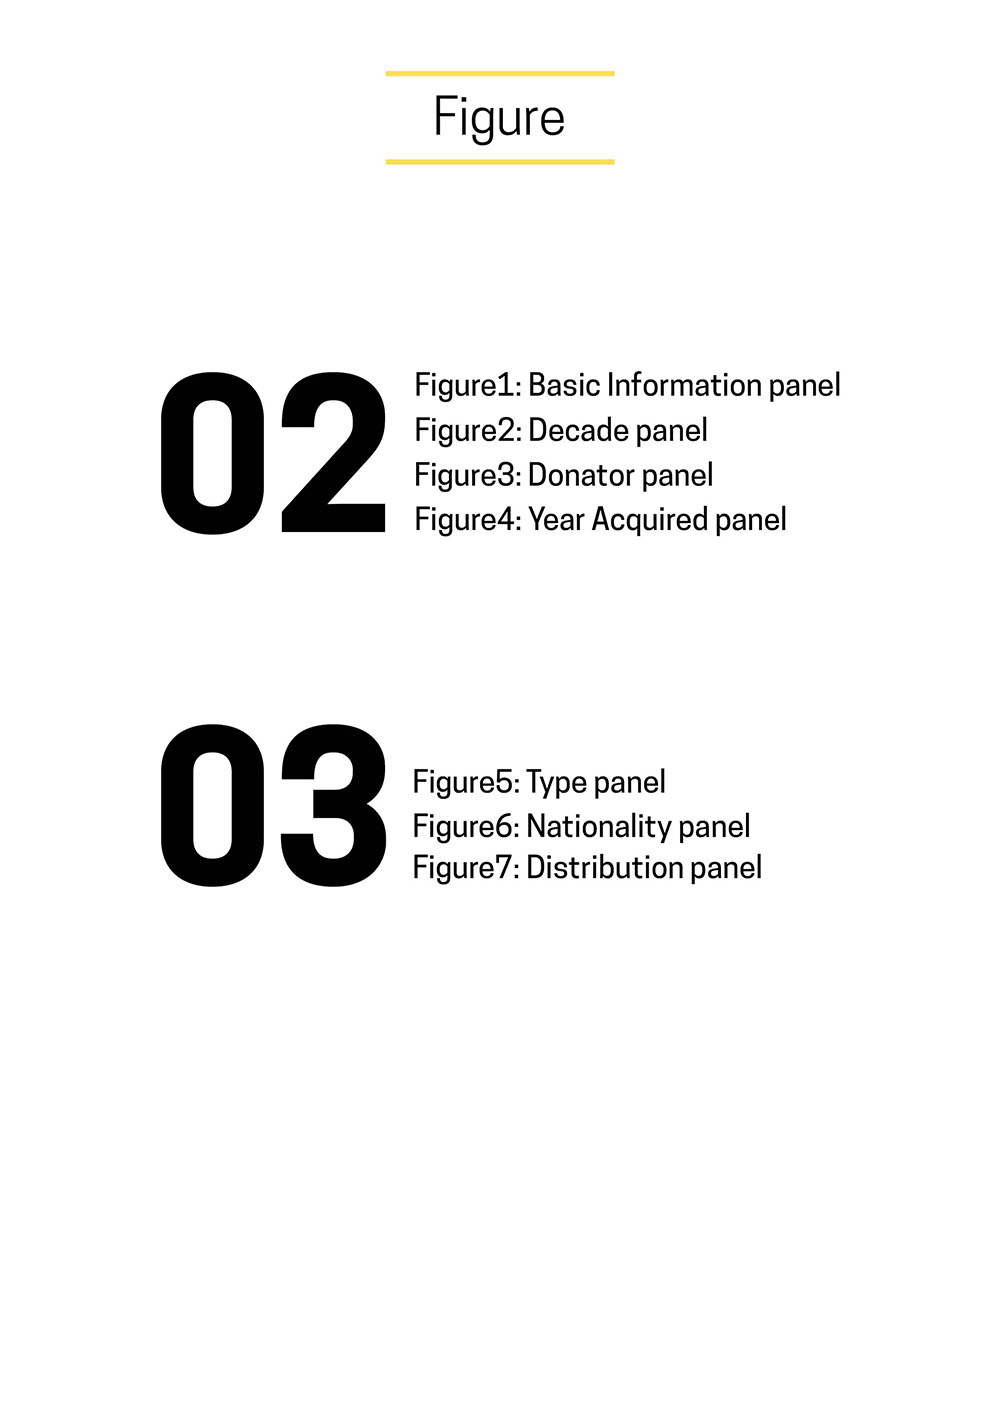 Figure
02
Figure1: Basic Information panel
Figure2: Decade panel
Figure3: Donator panel
Figure4: Year Acquired panel
03
Figure5: Type panel
Figure6: Nationality panel
Figure7: Distribution panel